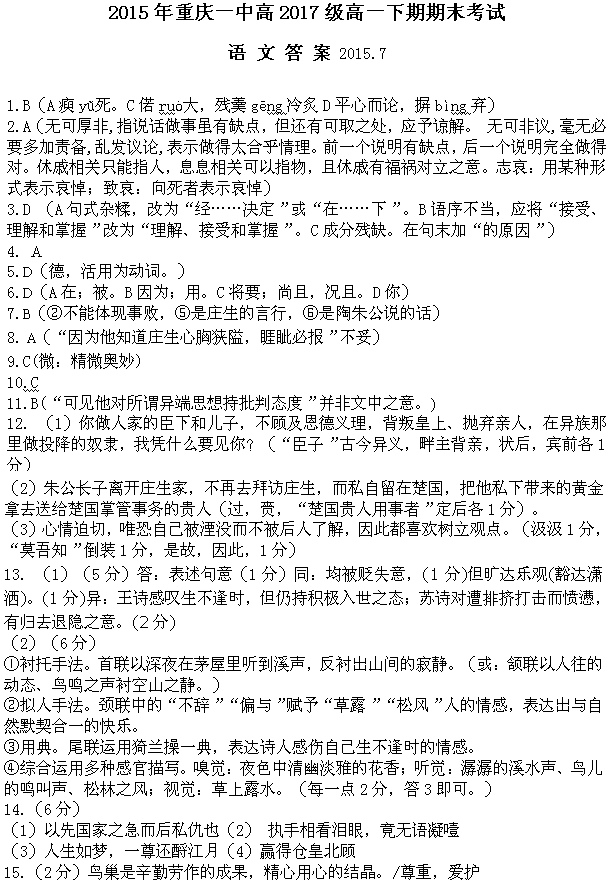 2015年重庆一中高2017级高一下期期末考试
语 文 答 案 2015.7
1.B（A瘐yǔ死。C偌ruò大，残羹gēng冷炙D平心而论，摒bìng弃）
2.A（无可厚非,指说话做事虽有缺点，但还有可取之处，应予谅解。 无可非议,毫无必
要多加责备,乱发议论,表示做得太合乎情理。前一个说明有缺点，后一个说明完全做得
对。休戚相关只能指人，息息相关可以指物，且休戚有福祸对立之意。志哀：用某种形
式表示哀悼；致哀：向死者表示哀悼）
3.D （A句式杂糅，改为“经……决定”或“在……下”。B语序不当，应将“接受、
理解和掌握”改为“理解、接受和掌握”。C成分残缺。在句末加“的原因”）
4. A
5.D（德，活用为动词。）
6.D（A在；被。B因为；用。C将要；尚且，况且。D你）
7.B（②不能体现事败，⑤是庄生的言行，⑥是陶朱公说的话）
8. A（“因为他知道庄生心胸狭隘，睚眦必报”不妥）
9.C(微：精微奥妙)
10.C
11.B(“可见他对所谓异端思想持批判态度”并非文中之意。)
12. （1）你做人家的臣下和儿子，不顾及恩德义理，背叛皇上、抛弃亲人，在异族那
里做投降的奴隶，我凭什么要见你？（“臣子”古今异义，畔主背亲，状后，宾前各1
分）
（2）朱公长子离开庄生家，不再去拜访庄生，而私自留在楚国，把他私下带来的黄金
拿去送给楚国掌管事务的贵人（过，赍，“楚国贵人用事者”定后各1分）。
（3）心情迫切，唯恐自己被湮没而不被后人了解，因此都喜欢树立观点。（汲汲1分，
“莫吾知”倒装1分，是故，因此，1分）
13. （1）（5分）答：表述句意（1分）同：均被贬失意，(1分)但旷达乐观(豁达潇
洒)。(1分)异：王诗感叹生不逢时，但仍持积极入世之态；苏诗对遭排挤打击而愤懑，
有归去退隐之意。(2分)
（2）（6分）
①衬托手法。首联以深夜在茅屋里听到溪声，反衬出山间的寂静。（或：颔联以人往的
动态、鸟鸣之声衬空山之静。）
②拟人手法。颈联中的“不辞”“偏与”赋予“草露”“松风”人的情感，表达出与自
然默契合一的快乐。
③用典。尾联运用猗兰操一典，表达诗人感伤自己生不逢时的情感。
④综合运用多种感官描写。嗅觉：夜色中清幽淡雅的花香；听觉：潺潺的溪水声、鸟儿
的鸣叫声、松林之风；视觉：草上露水。（每一点2分，答3即可。）
14.（6分）
（1）以先国家之急而后私仇也（2） 执手相看泪眼，竟无语凝噎
（3）人生如梦，一尊还酹江月（4）赢得仓皇北顾
15.（2分）鸟巢是辛勤劳作的成果，精心用心的结晶。/尊重，爱护